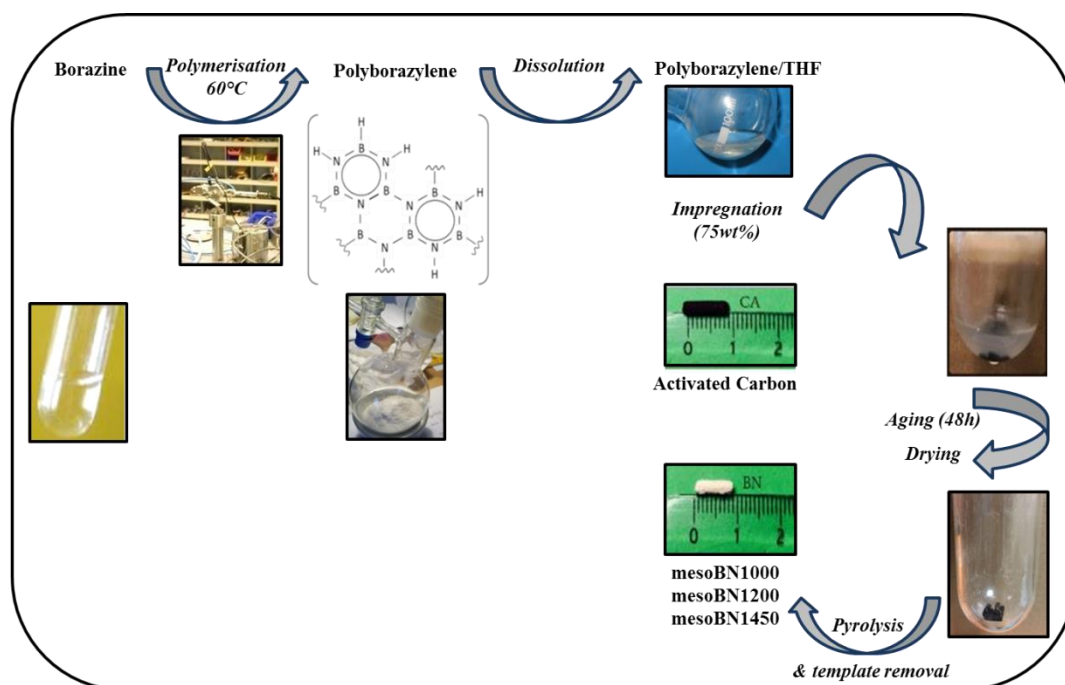 Borazine
Polymerisation
60°C
Polyborazylene
Dissolution
Polyborazylene/THF
H
H
B
H
N
N
B
B
B
H
N
N
N
B
B
B
B
N
N
H
100
Impregnation
(75wt%)
CA
0 1 2
Activated Carbon
Aging (48h)
Drying
BN
0 1 2
mesoBN1000
mesoBN1200
mesoBN1450
Pyrolysis
& template removal